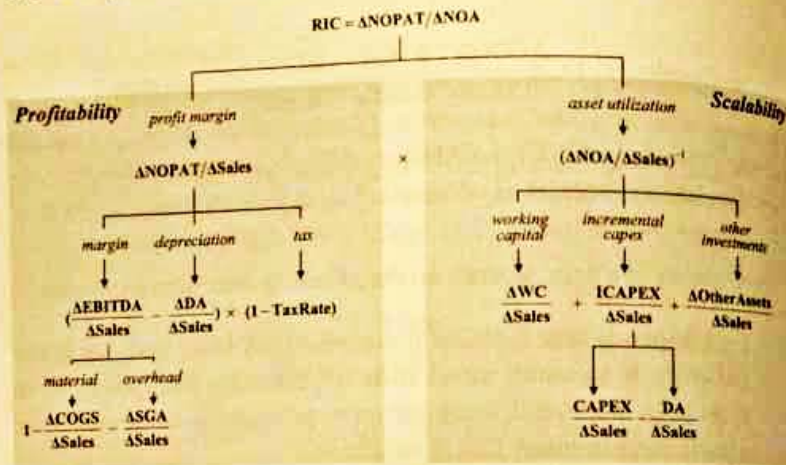 RIC = ΔNOPAT/ΔNOA
Profitability
profit margin
asset utilization
Scalability
ΔNOPAT/ΔSales
×
(ΔNOA/ΔSales)⁻¹
margin
depreciation
tax
working capital
incremental capex
other investments
(ΔEBITDA/ΔSales − ΔDA/ΔSales) × (1−TaxRate)
ΔWC/ΔSales + ICAPEX/ΔSales + ΔOtherAssets/ΔSales
material
overhead
1−ΔCOGS/ΔSales − ΔSGA/ΔSales
CAPEX/ΔSales − DA/ΔSales